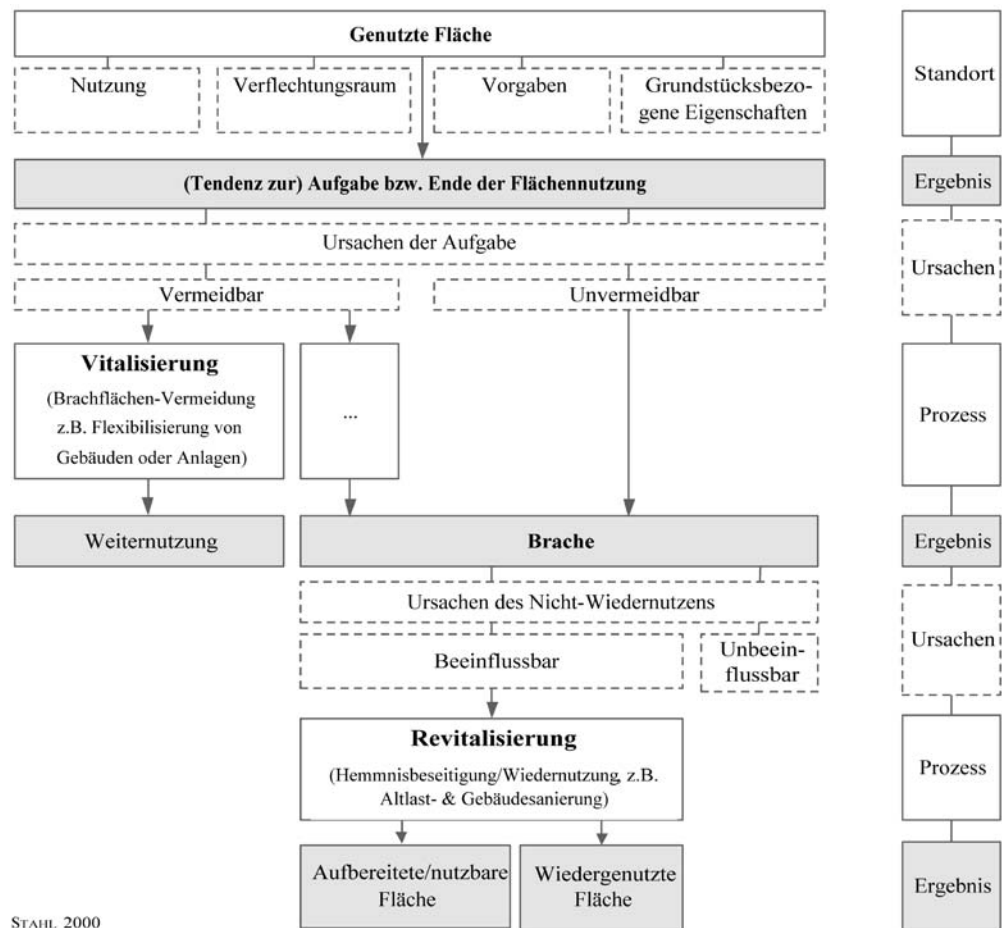 Genutzte Fläche
Nutzung
Verflechtungsraum
Vorgaben
Grundstücksbezo-
gene Eigenschaften
Standort
(Tendenz zur) Aufgabe bzw. Ende der Flächennutzung
Ergebnis
Ursachen der Aufgabe
Vermeidbar
Unvermeidbar
Ursachen
Vitalisierung
(Brachflächen-Vermeidung
z.B. Flexibilisierung von
Gebäuden oder Anlagen)
...
Prozess
Weiternutzung
Brache
Ergebnis
Ursachen des Nicht-Wiedernutzens
Beeinflussbar
Unbeein-
flussbar
Ursachen
Revitalisierung
(Hemmnisbeseitigung/Wiedernutzung, z.B.
Altlast- & Gebäudesanierung)
Prozess
Aufbereitete/nutzbare
Fläche
Wiedergenutzte
Fläche
Ergebnis
STAHL 2000